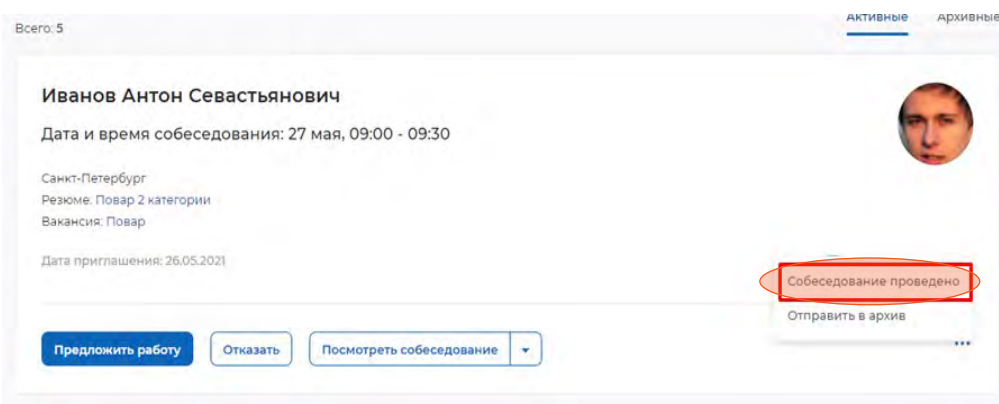 Активные Архивные
Всего: 5
Иванов Антон Севастьянович
Дата и время собеседования: 27 мая, 09:00 - 09:30
Санкт-Петербург
Резюме: Повар 2 категории
Вакансия: Повар
Дата приглашения: 26.05.2021
Собеседование проведено
Отправить в архив
Предложить работу Отказать Посмотреть собеседование